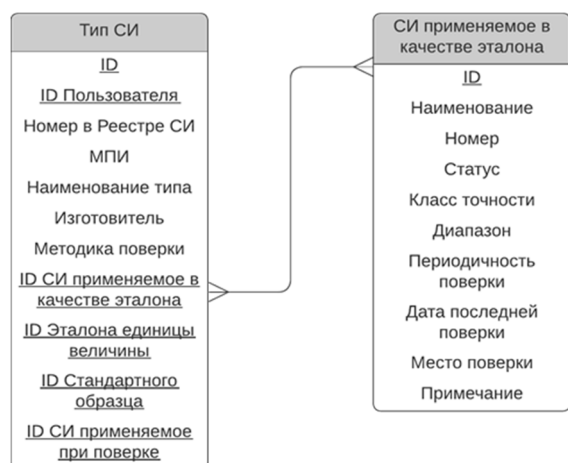 Тип СИ
ID
ID Пользователя
Номер в Реестре СИ
МПИ
Наименование типа
Изготовитель
Методика поверки
ID СИ применяемое в
качестве эталона
ID Эталона единицы
величины
ID Стандартного
образца
ID СИ применяемое
при поверке
СИ применяемое в
качестве эталона
ID
Наименование
Номер
Статус
Класс точности
Диапазон
Периодичность
поверки
Дата последней
поверки
Место поверки
Примечание